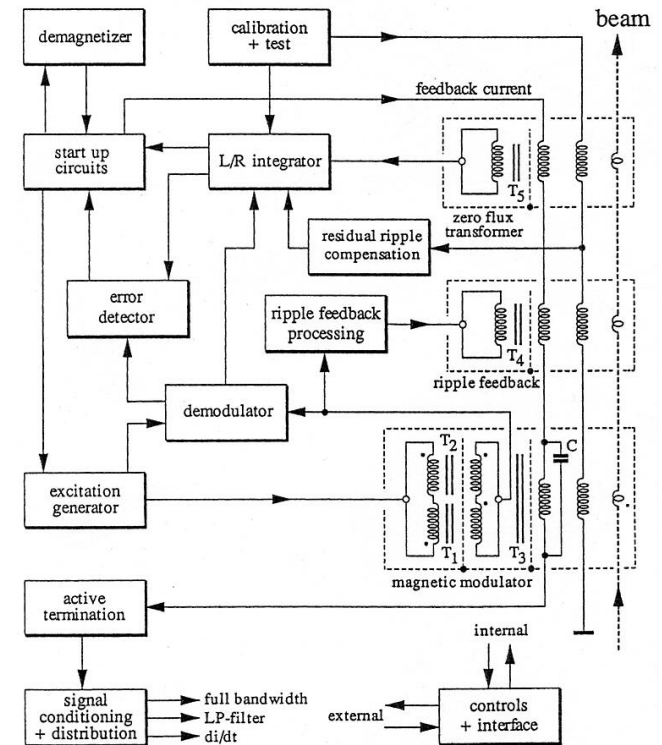 beam
demagnetizer
calibration
+ test
feedback current
start up
circuits
L/R integrator
T5
zero flux
transformer
residual ripple
compensation
error
detector
ripple feedback
processing
T4
ripple feedback
demodulator
T2
C
excitation
generator
T1
T3
magnetic modulator
active
termination
internal
signal
conditioning
+ distribution
full bandwidth
LP-filter
di/dt
external
controls
+ interface